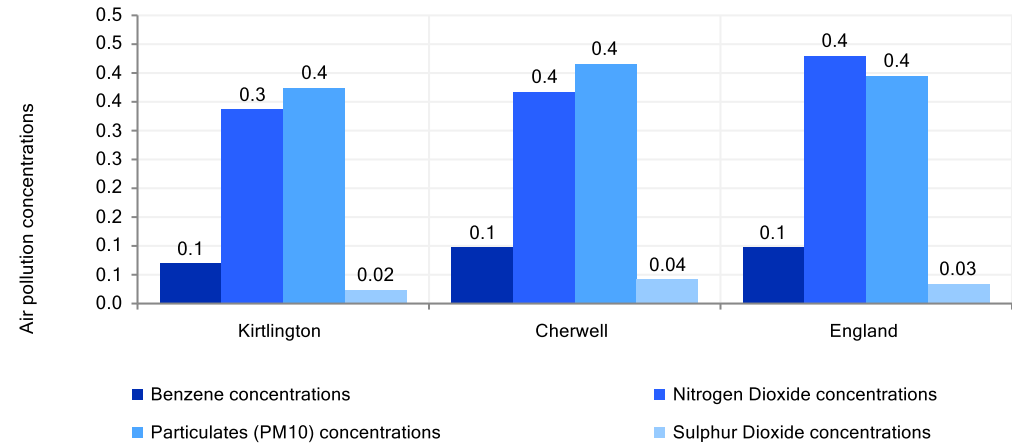 0.5
0.5
0.4
0.4
0.3
0.3
0.2
0.2
0.1
0.1
0.0
Air pollution concentrations
0.1
0.3
0.4
0.02
0.1
0.4
0.4
0.04
0.1
0.4
0.4
0.03
Kirtlington
Cherwell
England
Benzene concentrations
Nitrogen Dioxide concentrations
Particulates (PM10) concentrations
Sulphur Dioxide concentrations